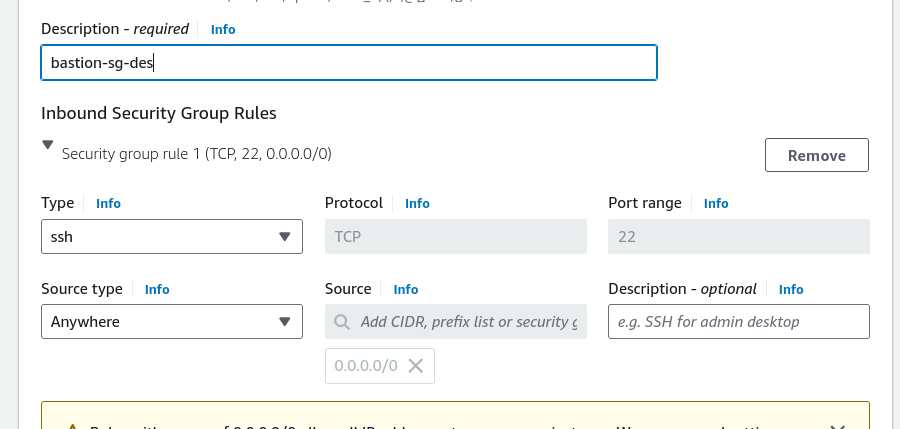 Description - required Info
bastion-sg-des
Inbound Security Group Rules
Security group rule 1 (TCP, 22, 0.0.0.0/0)
Remove
Type Info Protocol Info Port range Info
ssh TCP 22
Source type Info Source Info Description - optional Info
Anywhere Add CIDR, prefix list or security g e.g. SSH for admin desktop
0.0.0.0/0